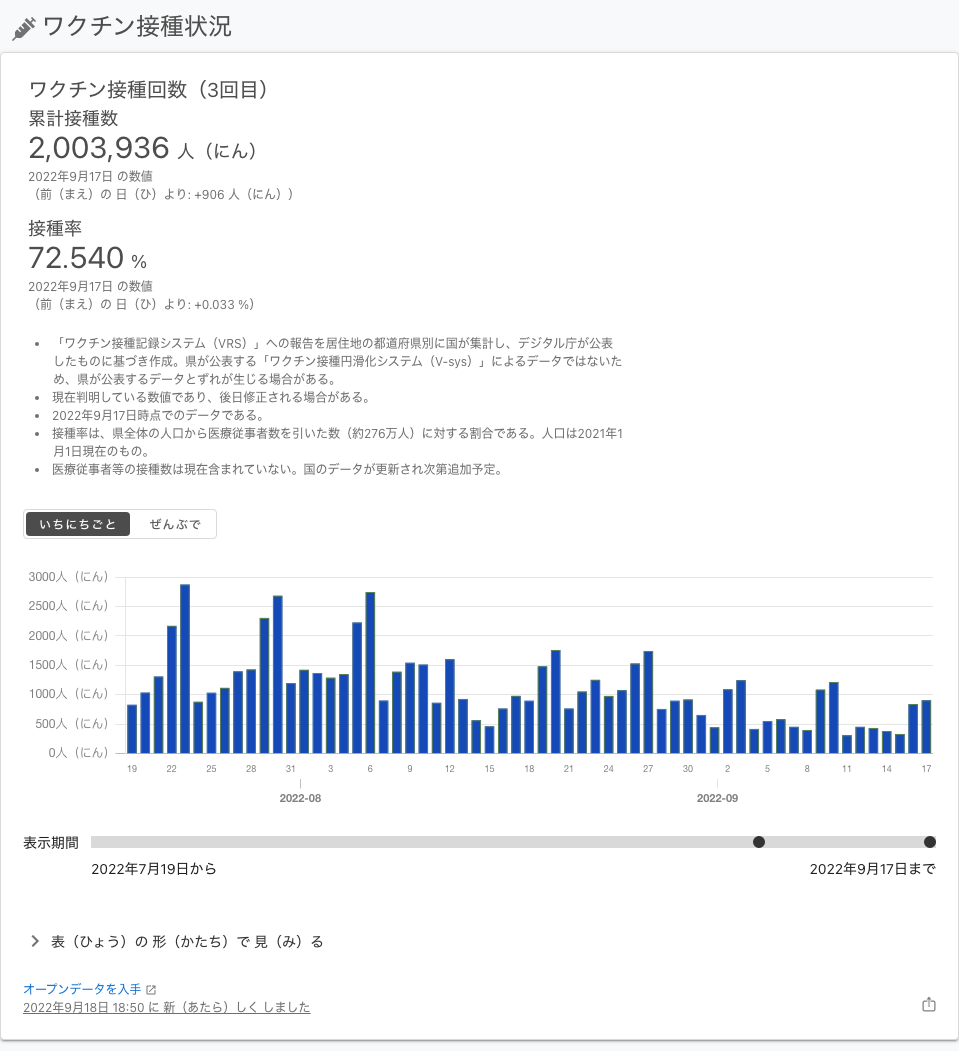 ワクチン接種状況
ワクチン接種回数（3回目）
累計接種数
2,003,936 人（にん）
2022年9月17日 の数値
（前（まえ）の 日（ひ）より: +906 人（にん））
接種率
72.540 %
2022年9月17日 の数値
（前（まえ）の 日（ひ）より: +0.033 %）
• 「ワクチン接種記録システム（VRS）」への報告を居住地の都道府県別に国が集計し、デジタル庁が公表
したものに基づき作成。県が公表する「ワクチン接種円滑化システム（V-sys）」によるデータではないた
め、県が公表するデータとずれが生じる場合がある。
• 現在判明している数値であり、後日修正される場合がある。
• 2022年9月17日時点でのデータである。
• 接種率は、県全体の人口から医療従事者数を引いた数（約276万人）に対する割合である。人口は2021年1
月1日現在のもの。
• 医療従事者等の接種数は現在含まれていない。国のデータが更新され次第追加予定。
いちにちごと ぜんぶで
3000人（にん）
2500人（にん）
2000人（にん）
1500人（にん）
1000人（にん）
500人（にん）
0人（にん）
19 22 25 28 31 3 6 9 12 15 18 21 24 27 30 2 5 8 11 14 17
2022-08 2022-09
表示期間
2022年7月19日から 2022年9月17日まで
表（ひょう）の 形（かたち）で 見（み）る
オープンデータを入手
2022年9月18日 18:50 に 新（あたら）しく しました